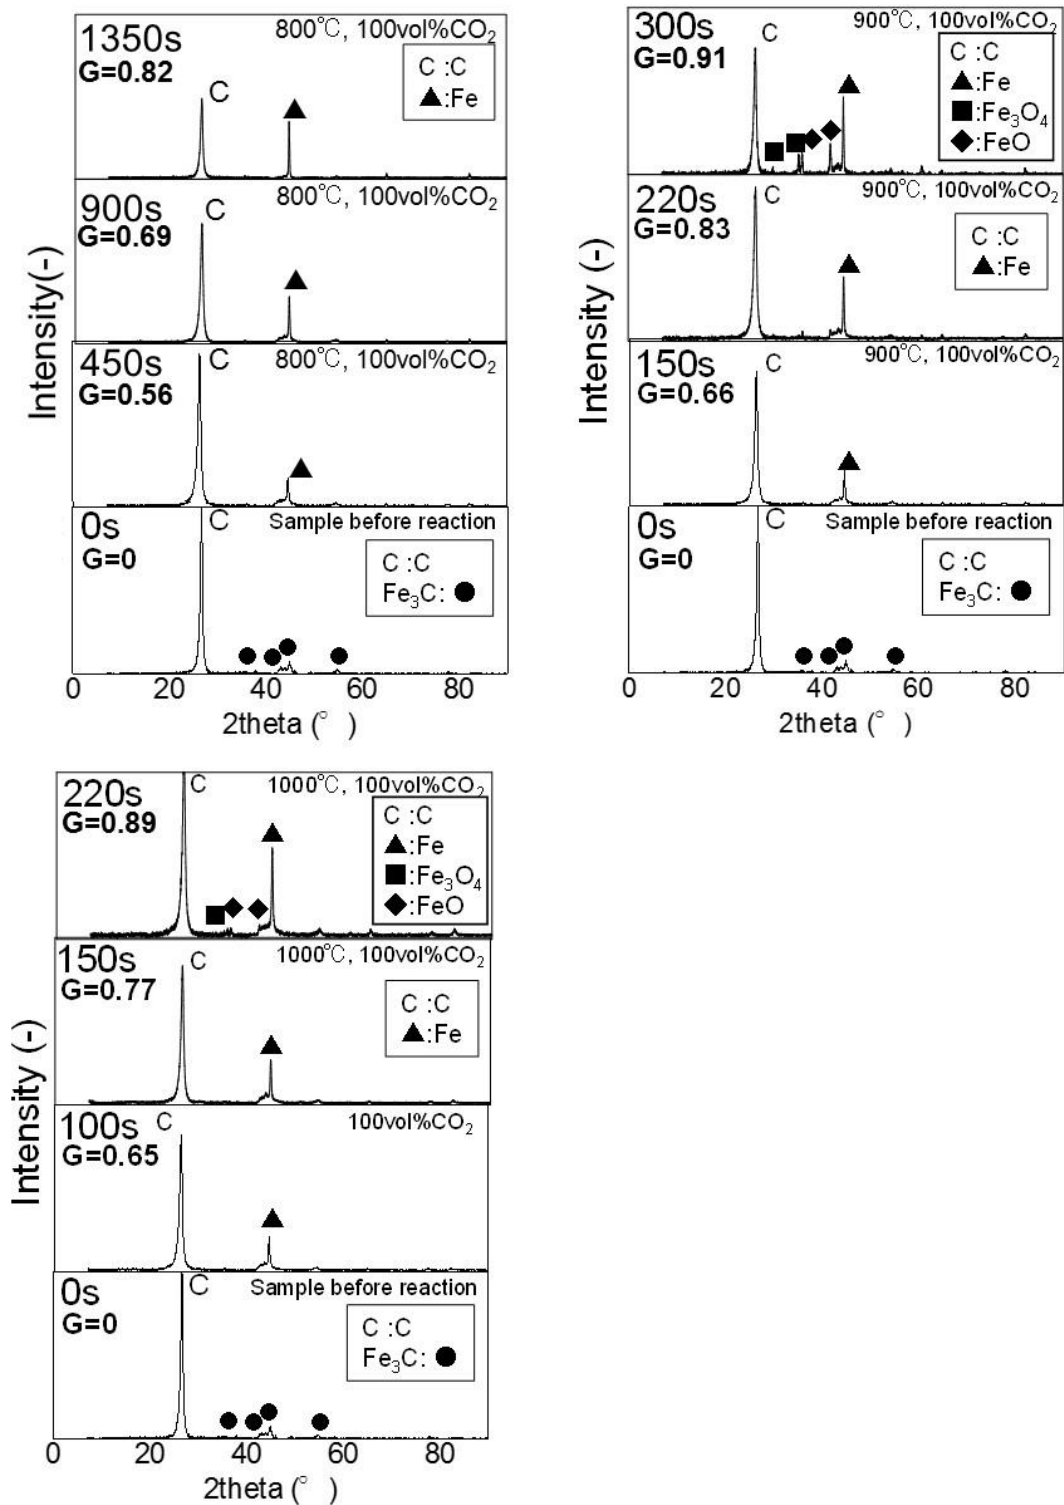 1350s
G=0.82
800℃, 100vol%CO₂
C :C
▲:Fe
C
900s
G=0.69
800℃, 100vol%CO₂
C
450s
G=0.56
800℃, 100vol%CO₂
C
0s
G=0
C
Sample before reaction
C :C
Fe₃C: ●
0 20 40 60 80
2theta (° )
Intensity(-)
300s
G=0.91
900℃, 100vol%CO₂
C
C :C
▲:Fe
■:Fe₃O₄
◆:FeO
220s
G=0.83
900℃, 100vol%CO₂
C
C :C
▲:Fe
150s
G=0.66
900℃, 100vol%CO₂
C
0s
G=0
C
Sample before reaction
C :C
Fe₃C: ●
0 20 40 60 80
2theta (° )
Intensity (-)
220s
G=0.89
C
1000℃, 100vol%CO₂
C :C
▲:Fe
■:Fe₃O₄
◆:FeO
150s
G=0.77
C
1000℃, 100vol%CO₂
C :C
▲:Fe
100s
G=0.65
C
100vol%CO₂
0s
G=0
C
Sample before reaction
C :C
Fe₃C: ●
0 20 40 60 80
2theta (° )
Intensity (-)